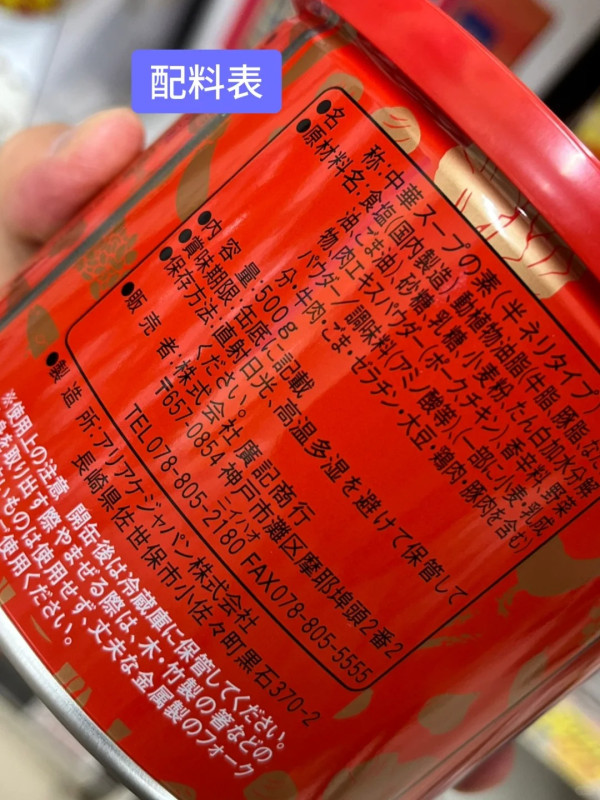 配料表
●名 称:中華スープの素(半ネリタイプ)
●原材料名:食塩(国内製造)、動植物油脂(牛脂、豚脂、
油、ごま油)、砂糖、乳糖、小麦粉、たん白加水分解
物、肉エキスパウダー(ポーク、チキン)、香辛料、野菜
パウダー/調味料(アミノ酸等)、(一部に小麦・乳成
分・牛肉・ごま・ゼラチン・大豆・鶏肉・豚肉を含む)
●内 容 量:500g
●賞味期限:缶底に記載
●保存方法:直射日光、高温多湿を避けて保管して
ください。
●販 売 者:株式会社廣記商行
〒657-0854 神戸市灘区摩耶埠頭2番2
ハイハオ
TEL078-805-2180 FAX078-805-5555
●製 造 所:アリアケジャパン株式会社
長崎県佐世保市小佐々町黒石370-2
※使用上の注意 開缶後は冷蔵庫に保管してください。
を取り出す際やまぜる際は、木・竹製の箸などの
いものは使用せず、丈夫な金属製のフォーク
ご使用ください。